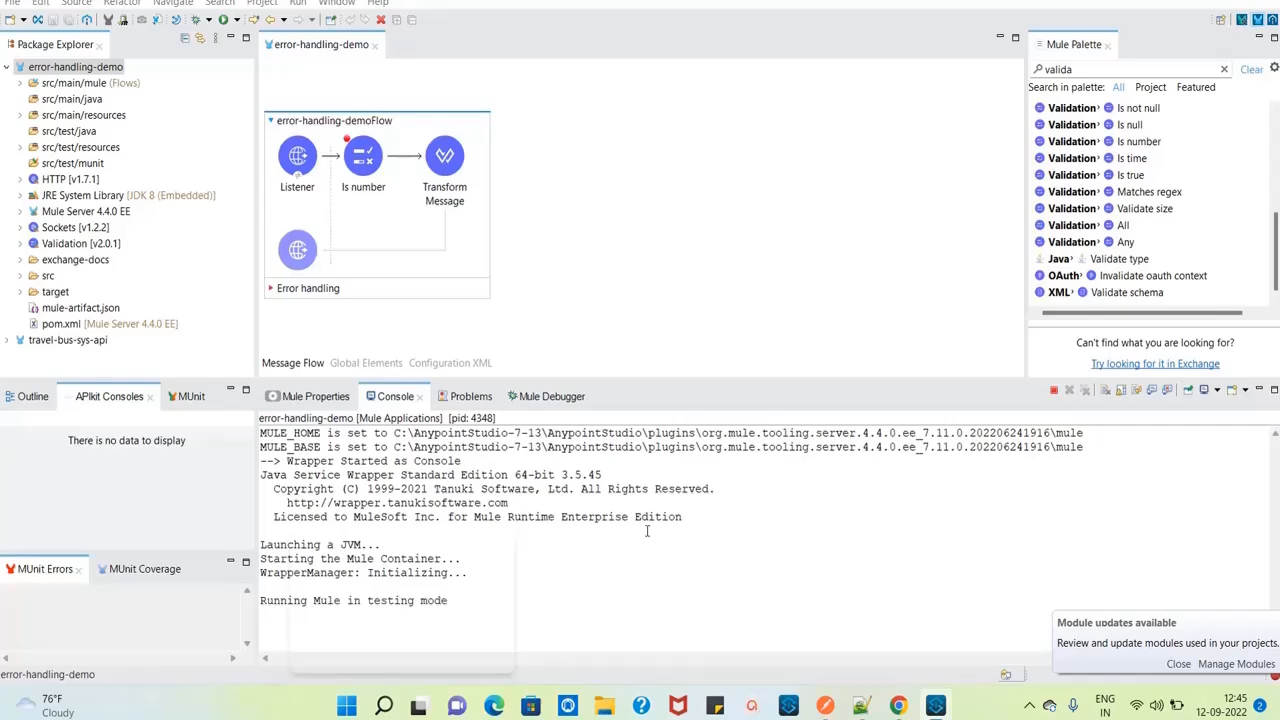 File Edit Source Refactor Navigate Search Project Run Window Help
Package Explorer
error-handling-demo
src/main/mule (Flows)
src/main/java
src/main/resources
src/test/java
src/test/resources
src/test/munit
HTTP [v1.7.1]
JRE System Library [JDK 8 (Embedded)]
Mule Server 4.4.0 EE
Sockets [v1.2.2]
Validation [v2.0.1]
exchange-docs
src
target
mule-artifact.json
pom.xml [Mule Server 4.4.0 EE]
travel-bus-sys-api
error-handling-demo
error-handling-demoFlow
Listener
Is number
Transform
Message
Error handling
Message Flow Global Elements Configuration XML
Mule Palette
valida
Clear
Search in palette: All Project Featured
Validation Is not null
Validation Is null
Validation Is number
Validation Is time
Validation Is true
Validation Matches regex
Validation Validate size
Validation All
Validation Any
Java Validate type
OAuth Invalidate oauth context
XML Validate schema
Can't find what you are looking for?
Try looking for it in Exchange
Outline APIkit Consoles MUnit
There is no data to display
MUnit Errors MUnit Coverage
Mule Properties Console Problems Mule Debugger
error-handling-demo [Mule Applications] [pid: 4348]
MULE_HOME is set to C:\AnypointStudio-7-13\AnypointStudio\plugins\org.mule.tooling.server.4.4.0.ee_7.11.0.202206241916\mule
MULE_BASE is set to C:\AnypointStudio-7-13\AnypointStudio\plugins\org.mule.tooling.server.4.4.0.ee_7.11.0.202206241916\mule
--> Wrapper Started as Console
Java Service Wrapper Standard Edition 64-bit 3.5.45
Copyright (C) 1999-2021 Tanuki Software, Ltd. All Rights Reserved.
http://wrapper.tanukisoftware.com
Licensed to MuleSoft Inc. for Mule Runtime Enterprise Edition
Launching a JVM...
Starting the Mule Container...
WrapperManager: Initializing...
Running Mule in testing mode
Module updates available
Review and update modules used in your projects.
Close Manage Modules
error-handling-demo
76°F
Cloudy
ENG
IN
12:45
12-09-2022